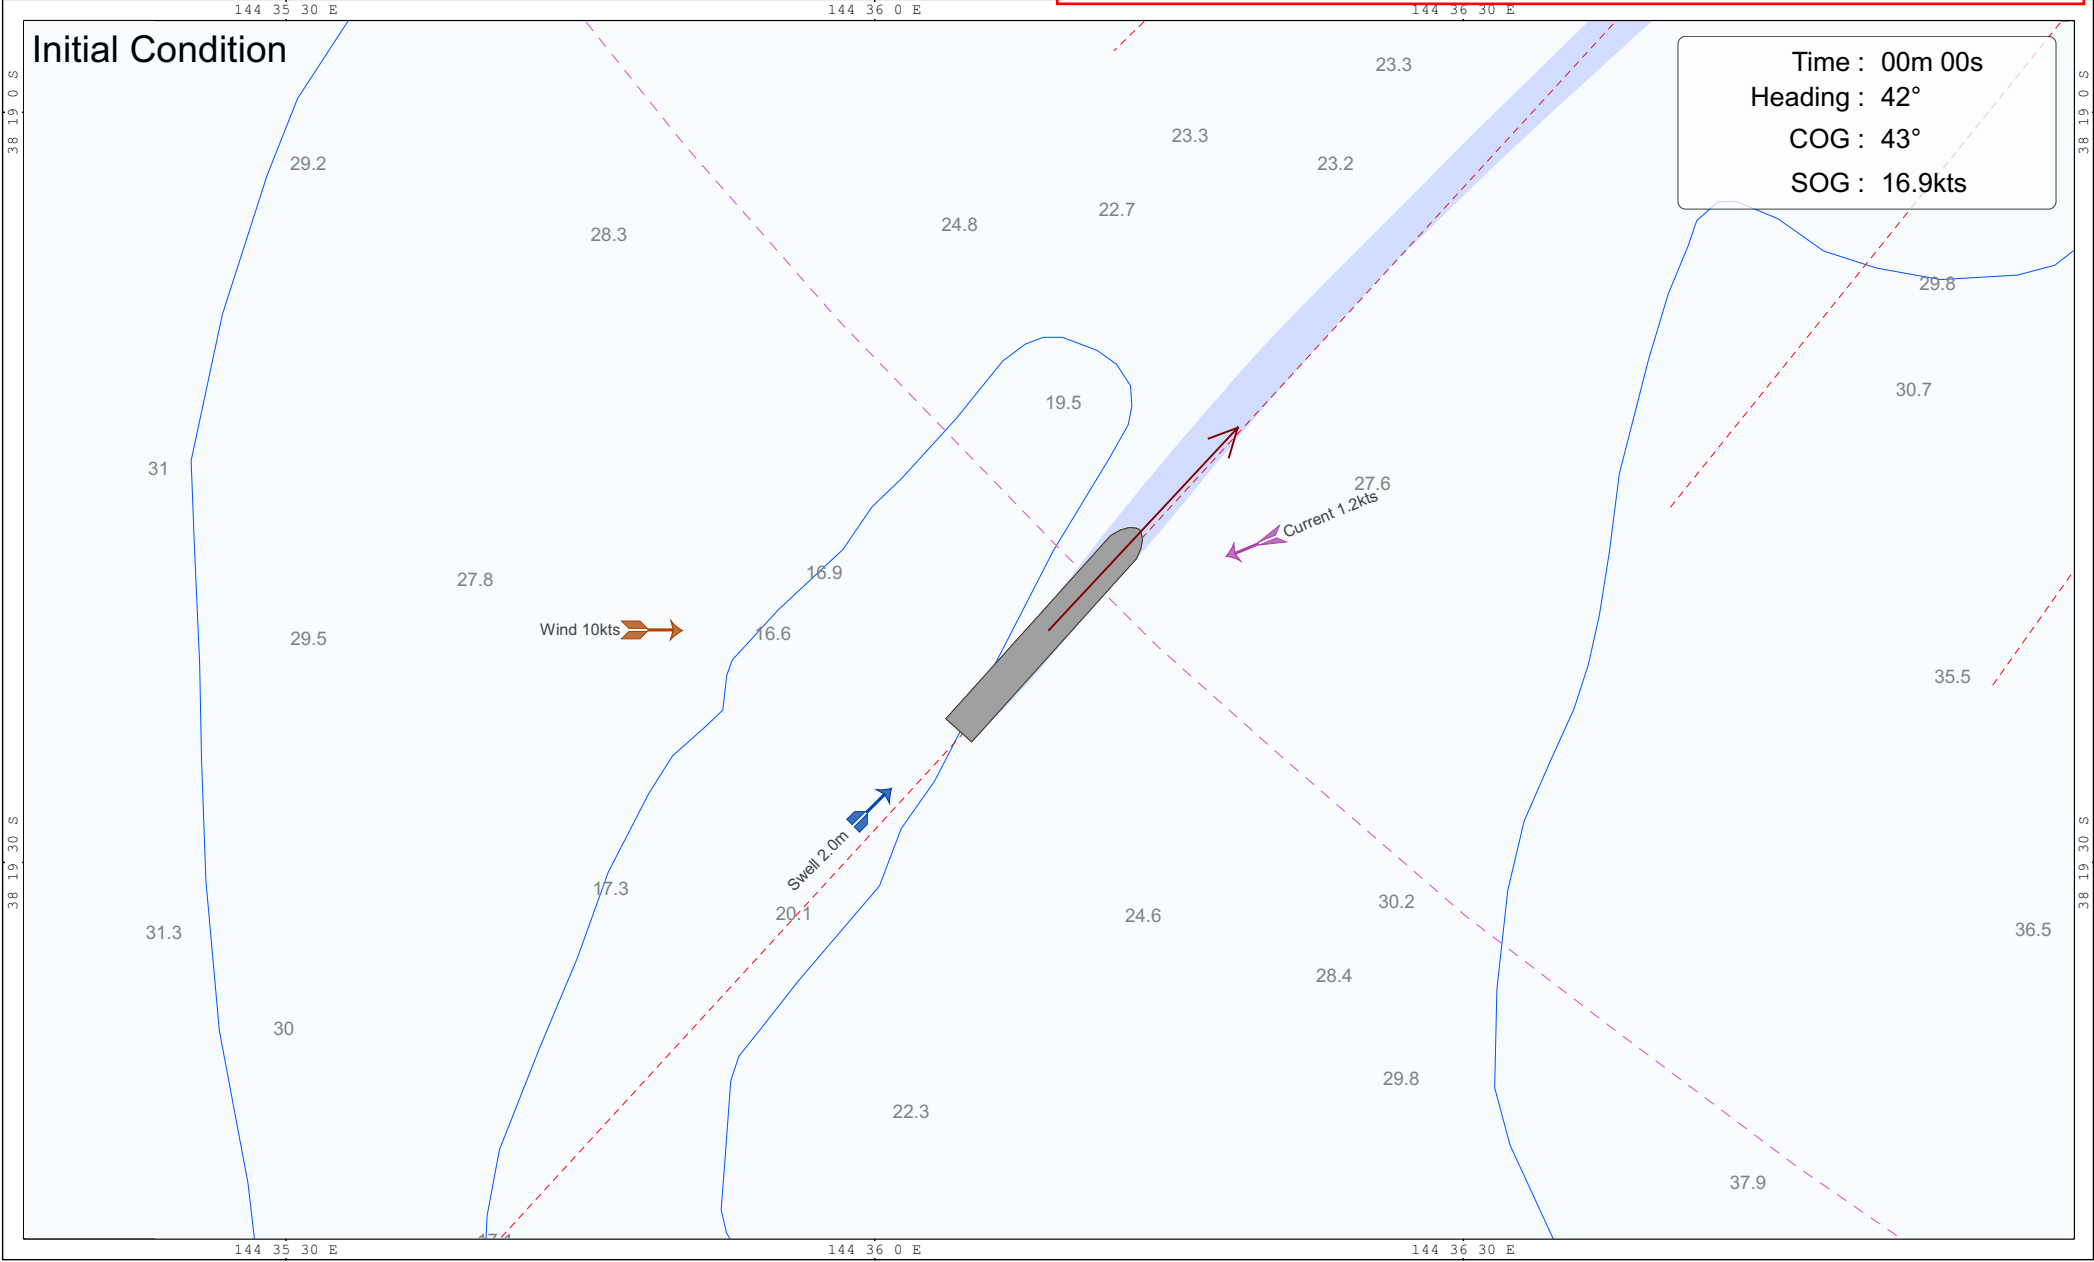 144 35 30 E
144 36 0 E
144 36 30 E
Initial Condition
Time : 00m 00s
Heading : 42°
COG : 43°
SOG : 16.9kts
38 19 0 S
38 19 0 S
23.3
23.3
23.2
29.2
22.7
24.8
28.3
29.8
30.7
19.5
31
27.6
Current 1.2kts
16.9
27.8
Wind 10kts
16.6
29.5
35.5
Swell 2.0m
38 19 30 S
38 19 30 S
17.3
30.2
20.1
24.6
36.5
31.3
28.4
30
29.8
22.3
37.9
144 35 30 E
144 36 0 E
144 36 30 E